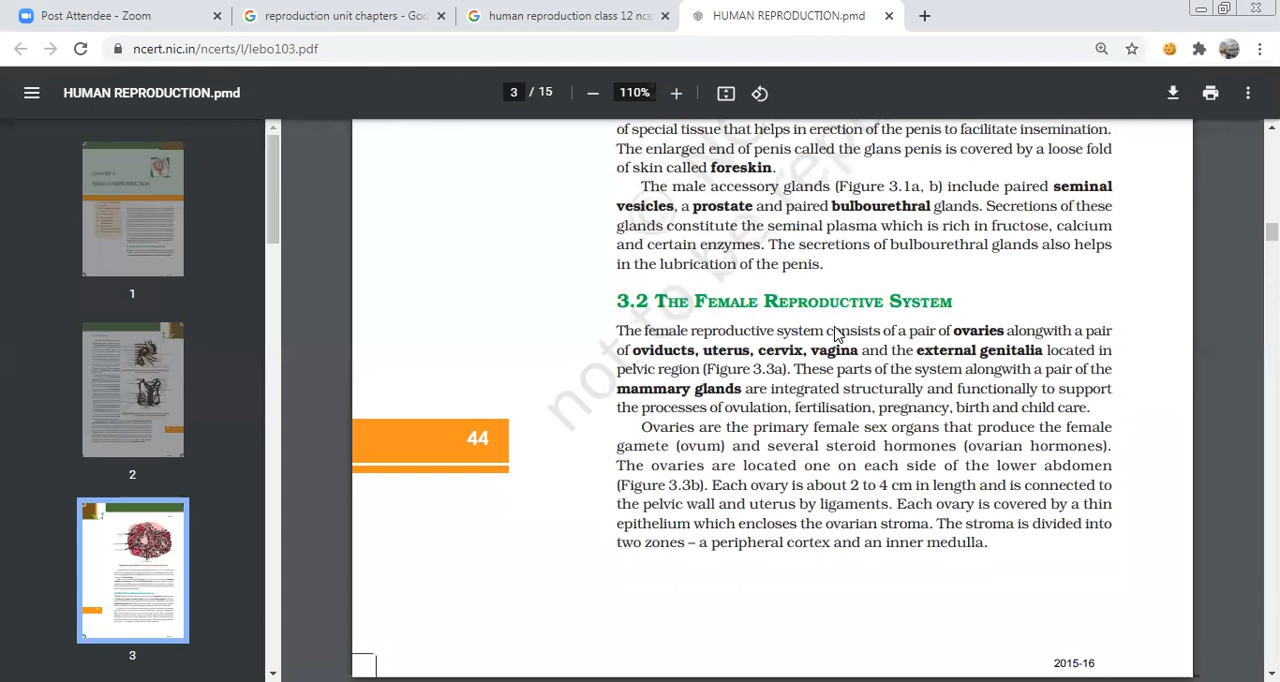 Post Attendee - Zoom
reproduction unit chapters - Goo
human reproduction class 12 nce
HUMAN REPRODUCTION.pmd
ncert.nic.in/ncerts/l/lebo103.pdf
HUMAN REPRODUCTION.pmd
3 / 15
110%
1
2
3
of special tissue that helps in erection of the penis to facilitate insemination.
The enlarged end of penis called the glans penis is covered by a loose fold
of skin called foreskin.
The male accessory glands (Figure 3.1a, b) include paired seminal
vesicles, a prostate and paired bulbourethral glands. Secretions of these
glands constitute the seminal plasma which is rich in fructose, calcium
and certain enzymes. The secretions of bulbourethral glands also helps
in the lubrication of the penis.
3.2 THE FEMALE REPRODUCTIVE SYSTEM
The female reproductive system consists of a pair of ovaries alongwith a pair
of oviducts, uterus, cervix, vagina and the external genitalia located in
pelvic region (Figure 3.3a). These parts of the system alongwith a pair of the
mammary glands are integrated structurally and functionally to support
the processes of ovulation, fertilisation, pregnancy, birth and child care.
Ovaries are the primary female sex organs that produce the female
gamete (ovum) and several steroid hormones (ovarian hormones).
The ovaries are located one on each side of the lower abdomen
(Figure 3.3b). Each ovary is about 2 to 4 cm in length and is connected to
the pelvic wall and uterus by ligaments. Each ovary is covered by a thin
epithelium which encloses the ovarian stroma. The stroma is divided into
two zones – a peripheral cortex and an inner medulla.
44
not to be
2015-16